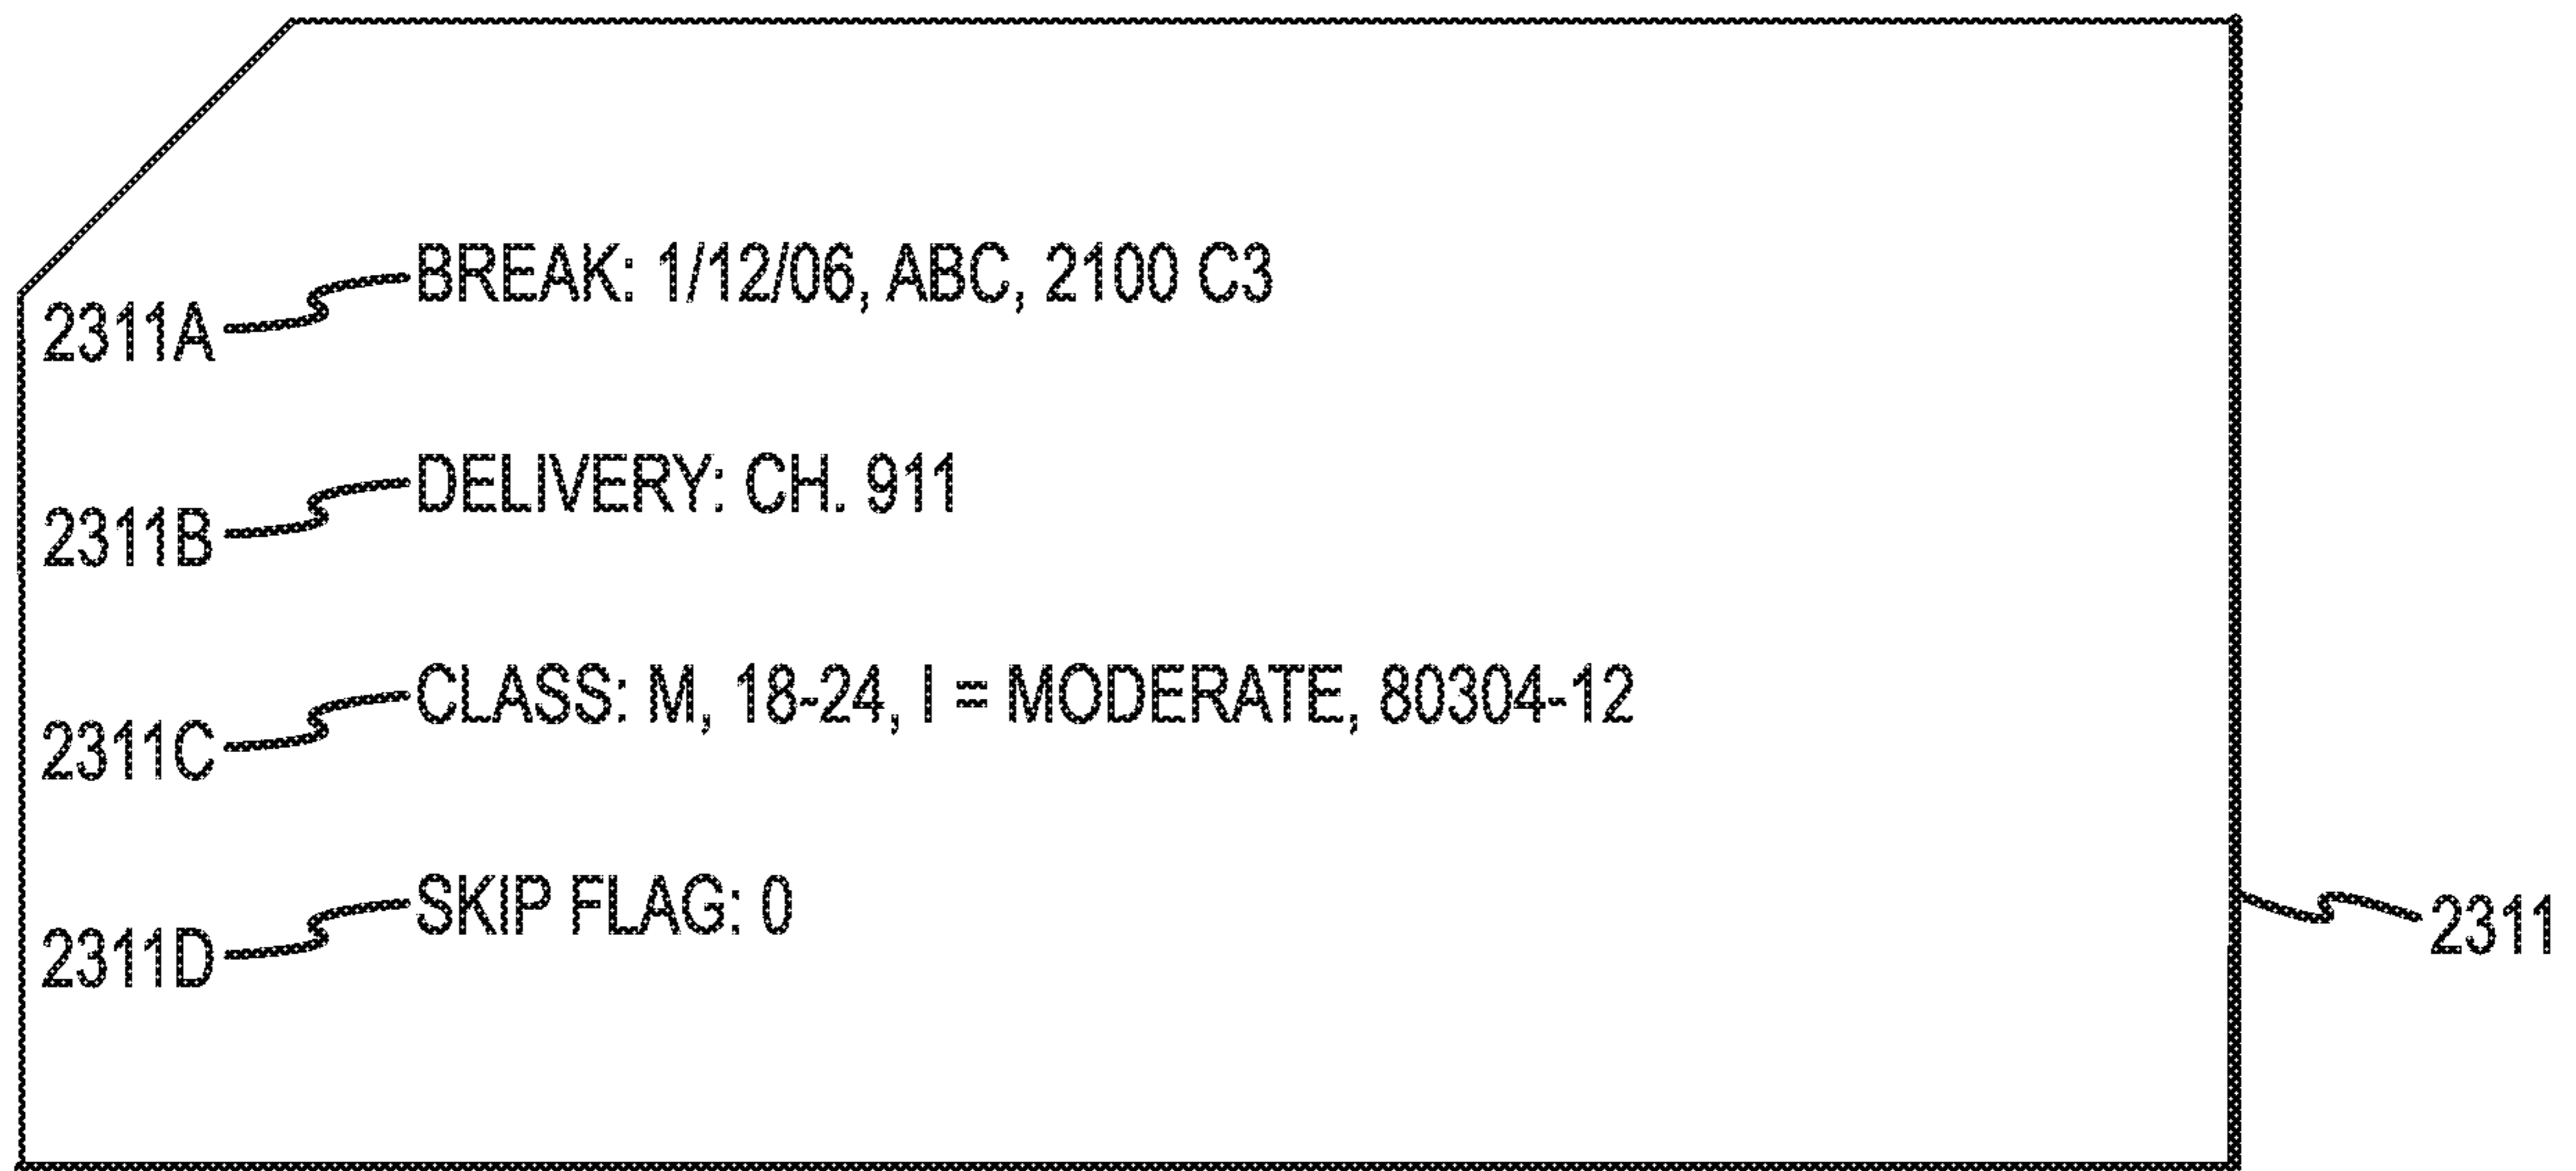 BREAK: 1/12/06, ABC, 2100 C3
2311A
DELIVERY: CH. 911
2311B
CLASS: M, 18-24, I = MODERATE, 80304-12
2311C
SKIP FLAG: 0
2311D
2311